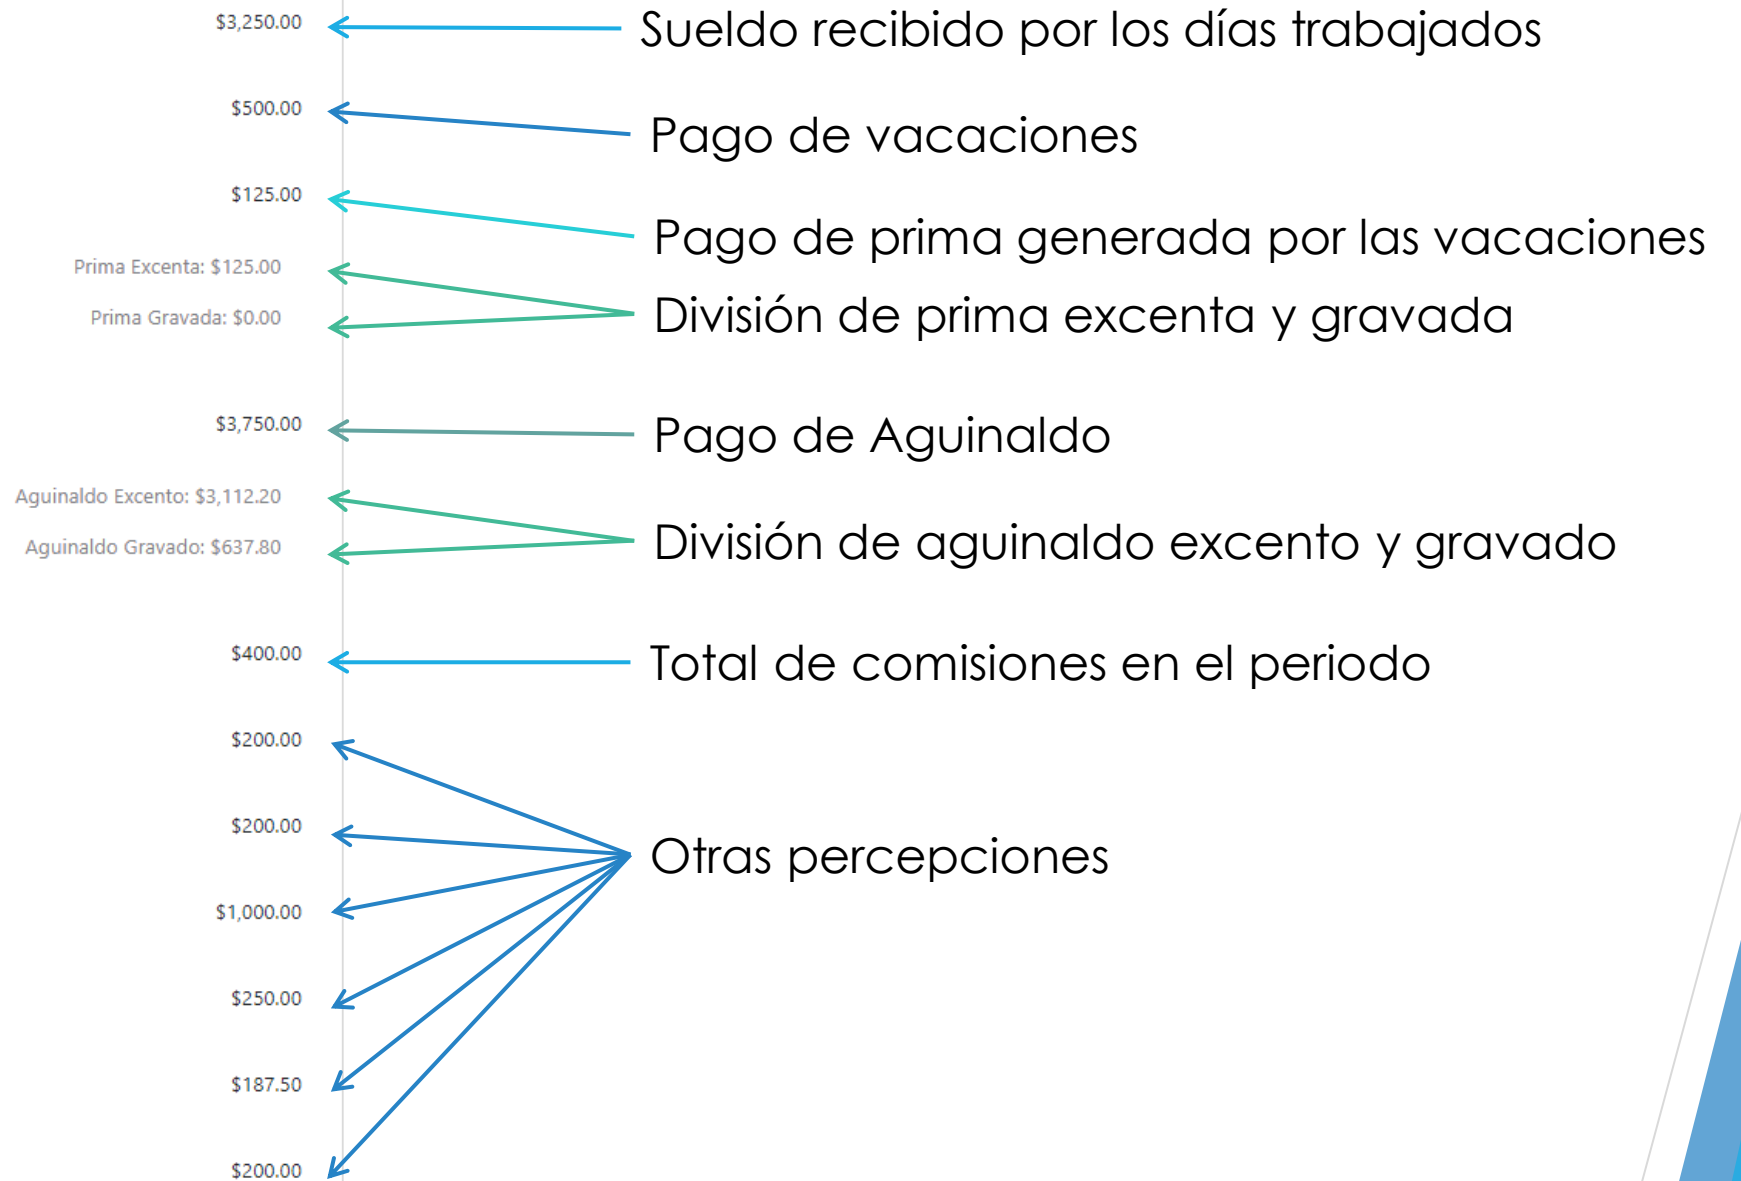 $3,250.00 Sueldo recibido por los días trabajados
$500.00 Pago de vacaciones
$125.00 Pago de prima generada por las vacaciones
Prima Excenta: $125.00
Prima Gravada: $0.00 División de prima excenta y gravada
$3,750.00 Pago de Aguinaldo
Aguinaldo Excento: $3,112.20
Aguinaldo Gravado: $637.80 División de aguinaldo excento y gravado
$400.00 Total de comisiones en el periodo
$200.00
$200.00 Otras percepciones
$1,000.00
$250.00
$187.50
$200.00